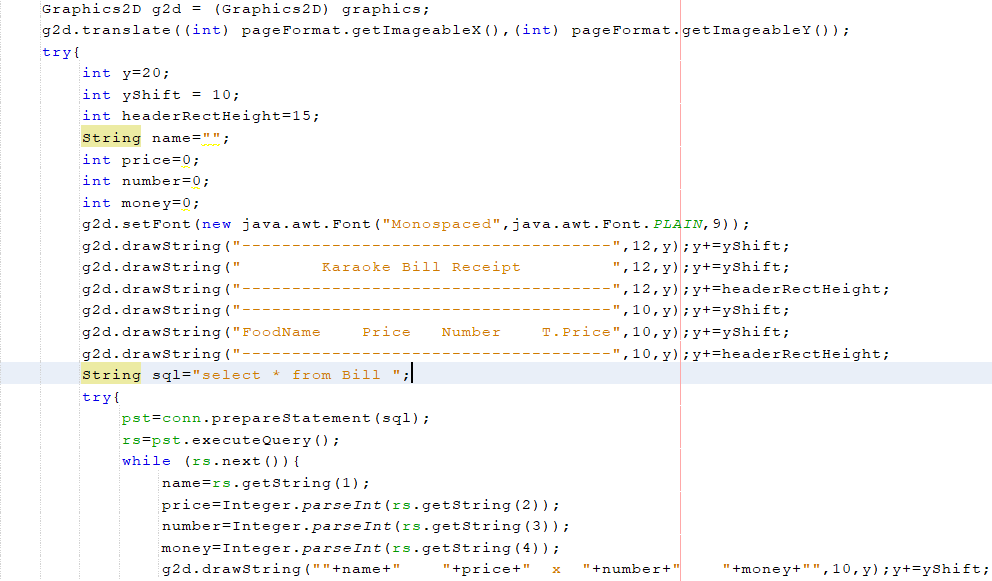 Graphics2D g2d = (Graphics2D) graphics;
g2d.translate((int) pageFormat.getImageableX(),(int) pageFormat.getImageableY());
try{
int y=20;
int yShift = 10;
int headerRectHeight=15;
String name="";
int price=0;
int number=0;
int money=0;
g2d.setFont(new java.awt.Font("Monospaced",java.awt.Font.PLAIN,9));
g2d.drawString("-------------------------------------",12,y);y+=yShift;
g2d.drawString("        Karaoke Bill Receipt         ",12,y);y+=yShift;
g2d.drawString("-------------------------------------",12,y);y+=headerRectHeight;
g2d.drawString("-------------------------------------",10,y);y+=yShift;
g2d.drawString("FoodName    Price   Number    T.Price",10,y);y+=yShift;
g2d.drawString("-------------------------------------",10,y);y+=headerRectHeight;
String sql="select * from Bill ";
try{
pst=conn.prepareStatement(sql);
rs=pst.executeQuery();
while (rs.next()){
name=rs.getString(1);
price=Integer.parseInt(rs.getString(2));
number=Integer.parseInt(rs.getString(3));
money=Integer.parseInt(rs.getString(4));
g2d.drawString(""+name+"    "+price+"  x  "+number+"    "+money+"",10,y);y+=yShift;